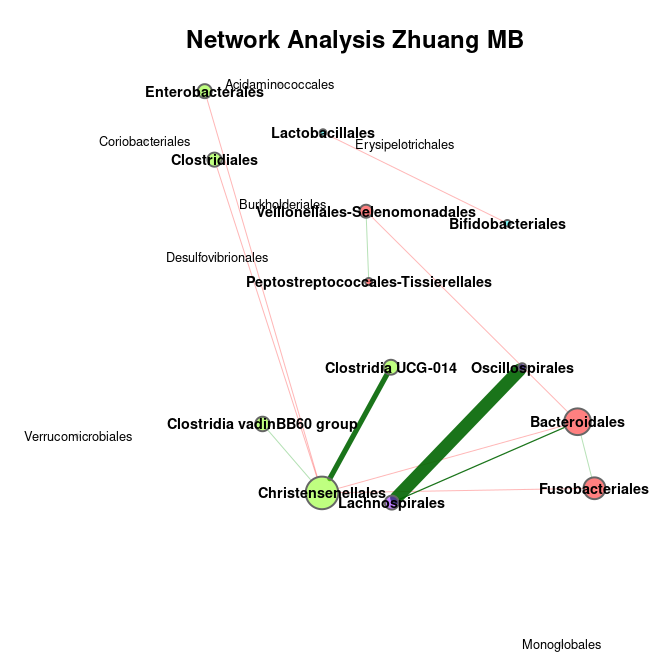 Network Analysis Zhuang MB
Acidaminococcales
Enterobacterales
Lactobacillales
Coriobacteriales
Erysipelotrichales
Clostridiales
Burkholderiales
Veillonellales-Selenomonadales
Bifidobacteriales
Desulfovibrionales
Peptostreptococcales-Tissierellales
Clostridia UCG-014
Oscillospirales
Bacteroidales
Clostridia vadinBB60 group
Verrucomicrobiales
Fusobacteriales
Christensenellales
Lachnospirales
Monoglobales